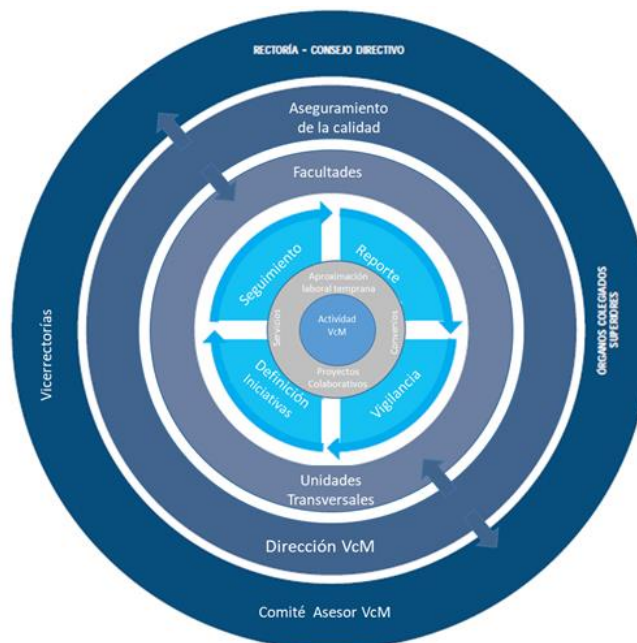 RECTORÍA - CONSEJO DIRECTIVO
Aseguramiento
de la calidad
Facultades
Seguimiento
Reporte
Aproximación
laboral temprana
Servicios
Actividad
VcM
Convenios
Proyectos
Colaborativos
Definición
Iniciativas
Vigilancia
Vicerrectorías
ÓRGANOS COLEGIADOS
SUPERIORES
Unidades
Transversales
Dirección VcM
Comité Asesor VcM